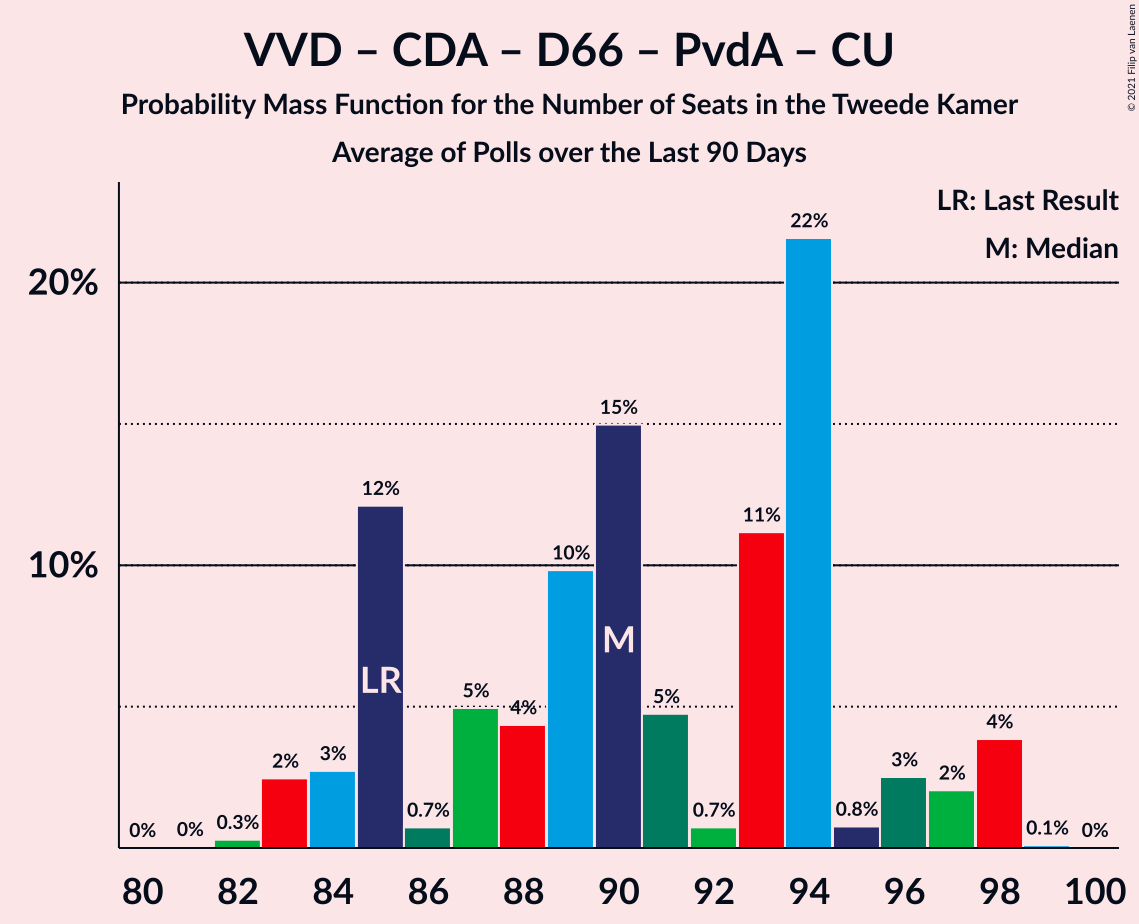 VVD – CDA – D66 – PvdA – CU
Probability Mass Function for the Number of Seats in the Tweede Kamer
Average of Polls over the Last 90 Days
© 2021 Filip van Laenen
LR: Last Result
M: Median
20%
10%
0%
0%
0.3%
2%
3%
12%
0.7%
5%
4%
10%
15%
5%
0.7%
11%
22%
0.8%
3%
2%
4%
0.1%
0%
LR
M
80 82 84 86 88 90 92 94 96 98 100